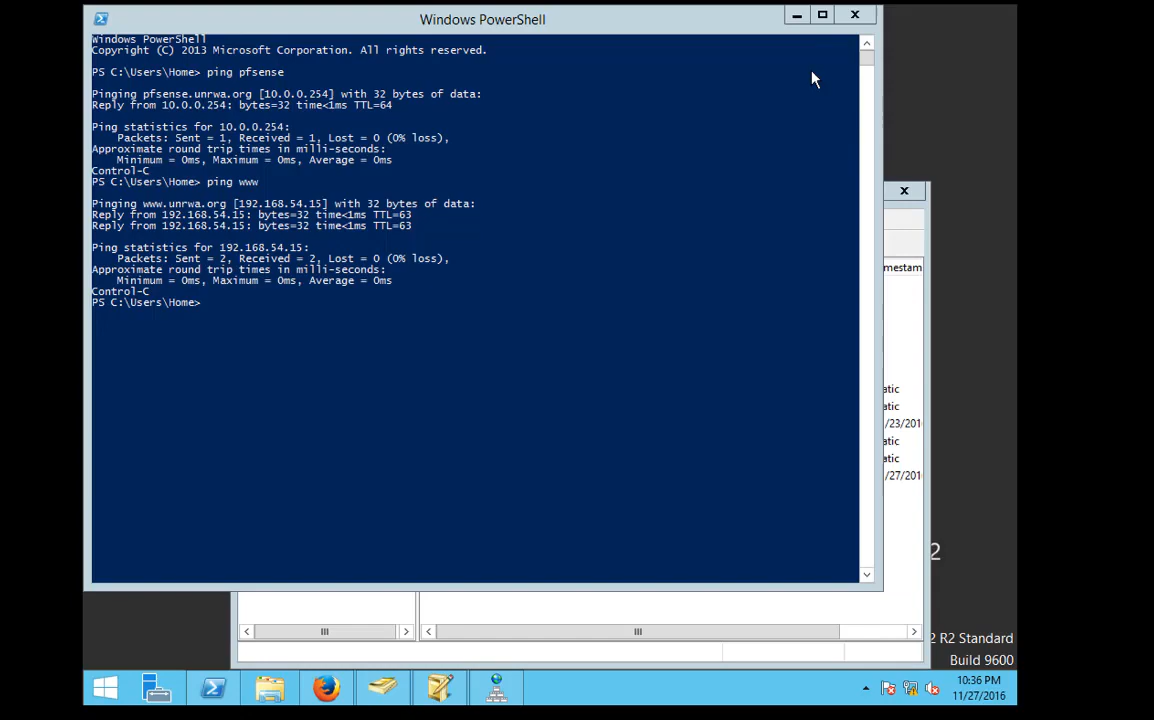 Windows PowerShell
Windows PowerShell
Copyright (C) 2013 Microsoft Corporation. All rights reserved.
PS C:\Users\Home> ping pfsense
Pinging pfsense.unrwa.org [10.0.0.254] with 32 bytes of data:
Reply from 10.0.0.254: bytes=32 time<1ms TTL=64
Ping statistics for 10.0.0.254:
    Packets: Sent = 1, Received = 1, Lost = 0 (0% loss),
Approximate round trip times in milli-seconds:
    Minimum = 0ms, Maximum = 0ms, Average = 0ms
Control-C
PS C:\Users\Home> ping www
Pinging www.unrwa.org [192.168.54.15] with 32 bytes of data:
Reply from 192.168.54.15: bytes=32 time<1ms TTL=63
Reply from 192.168.54.15: bytes=32 time<1ms TTL=63
Ping statistics for 192.168.54.15:
    Packets: Sent = 2, Received = 2, Lost = 0 (0% loss),
Approximate round trip times in milli-seconds:
    Minimum = 0ms, Maximum = 0ms, Average = 0ms
Control-C
PS C:\Users\Home>
mestam
atic
atic
/23/201
atic
atic
/27/201
2
2 R2 Standard
Build 9600
10:36 PM
11/27/2016